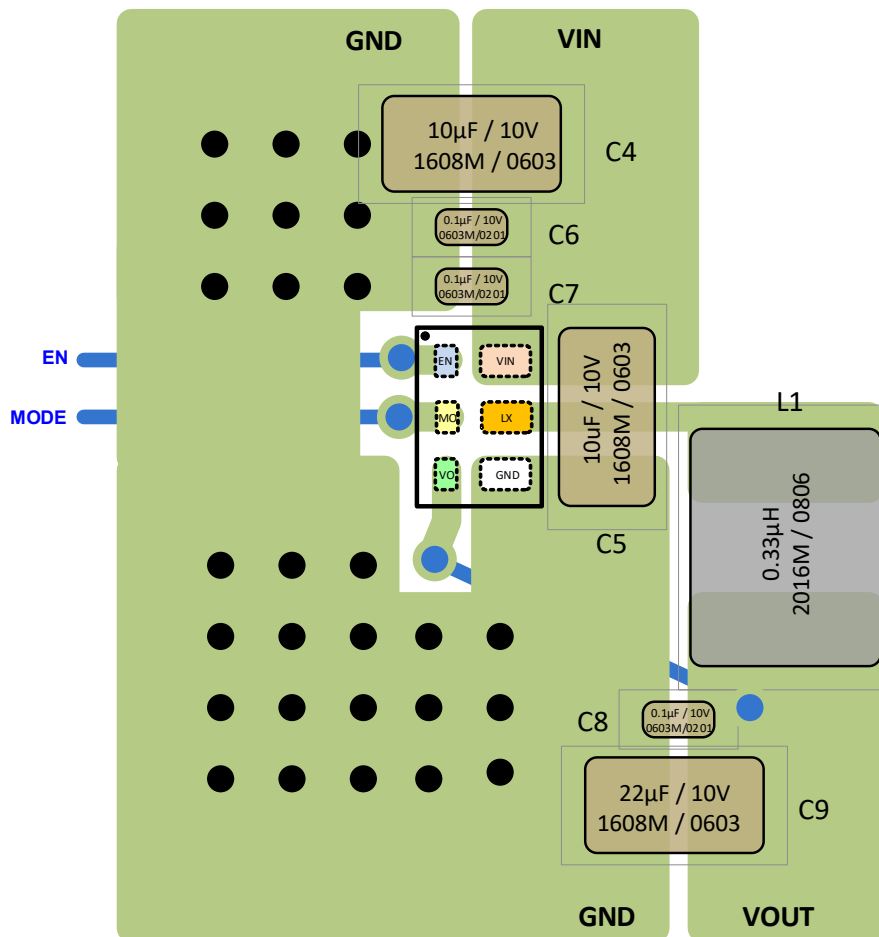 GND
VIN
10µF / 10V
1608M / 0603
C4
0.1µF / 10V
0603M/0201
C6
0.1µF / 10V
0603M/0201
C7
EN
EN
VIN
10uF / 10V
1608M / 0603
C5
L1
MODE
MO
LX
VO
GND
0.33µH
2016M / 0806
C8
0.1µF / 10V
0603M/0201
22µF / 10V
1608M / 0603
C9
GND
VOUT